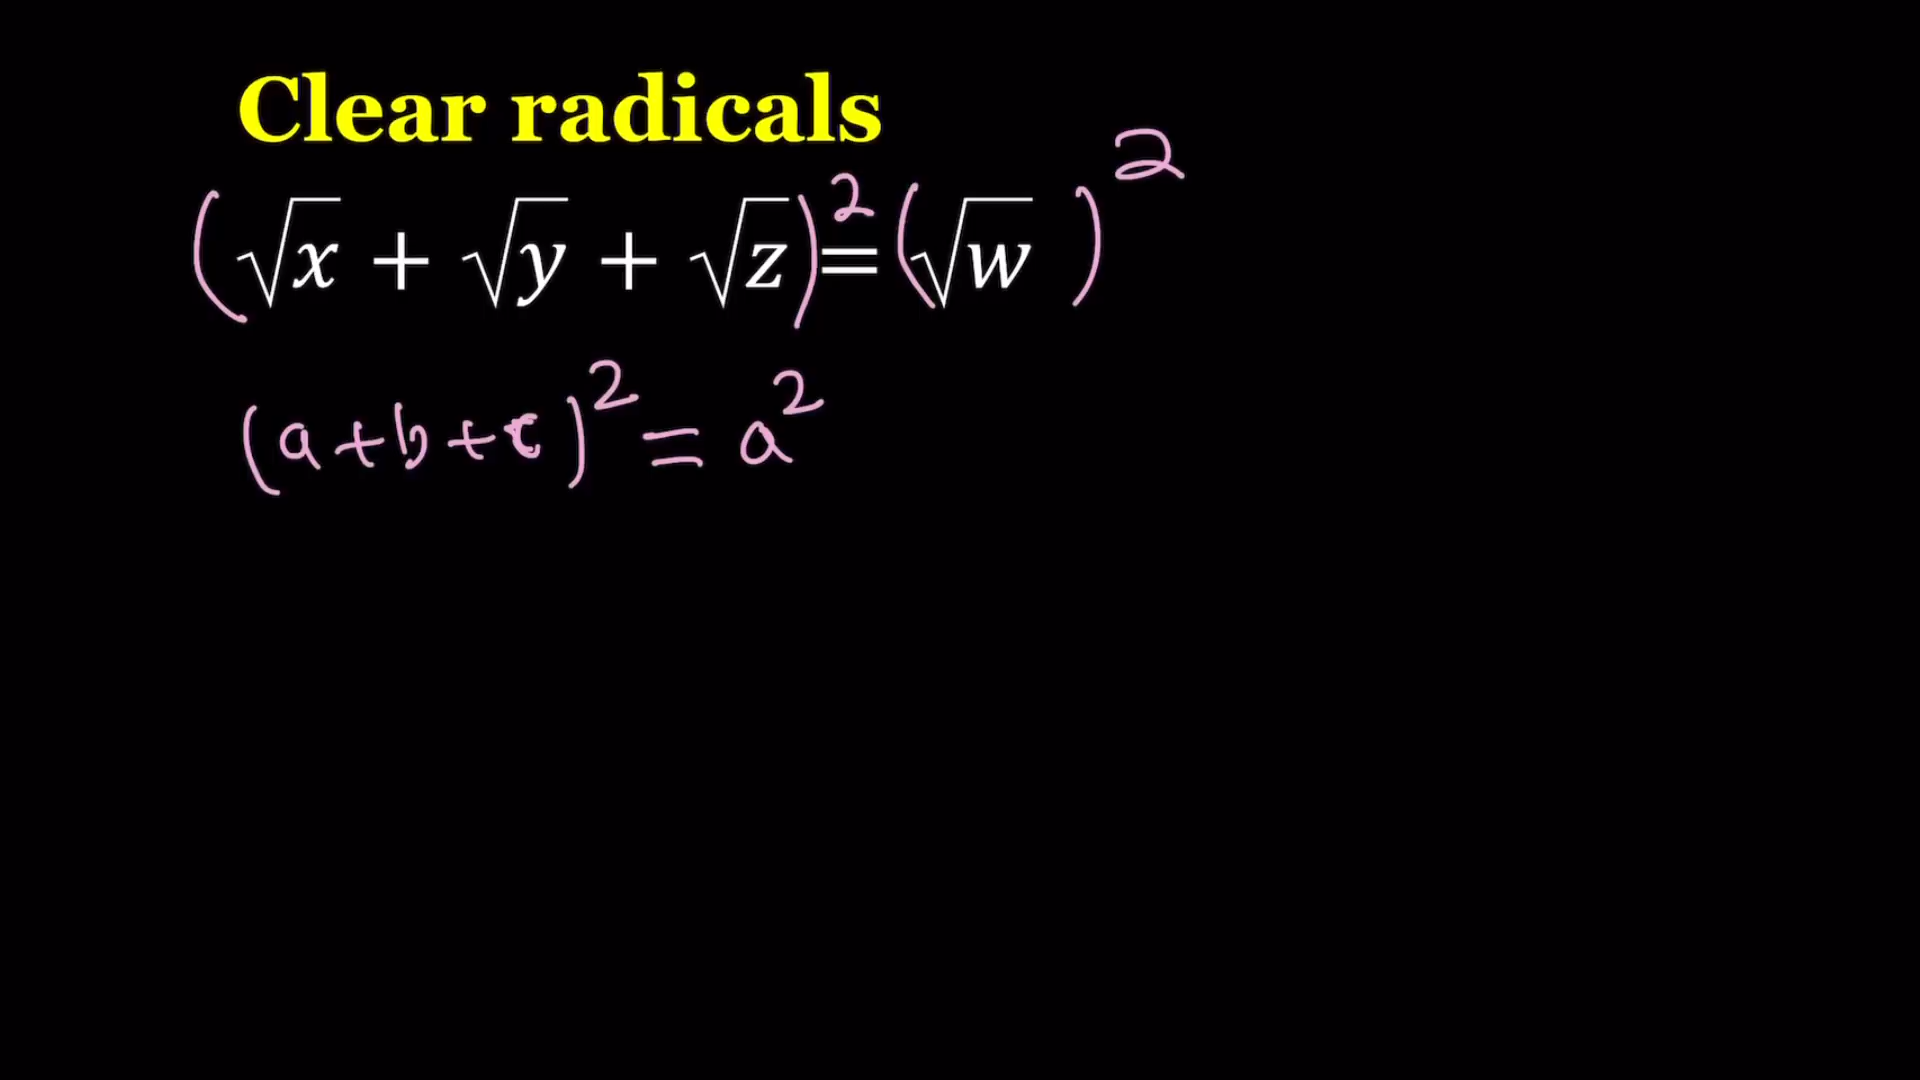 Clear radicals
(√x + √y + √z)² = (√w )²
(a+b+c)² = a²